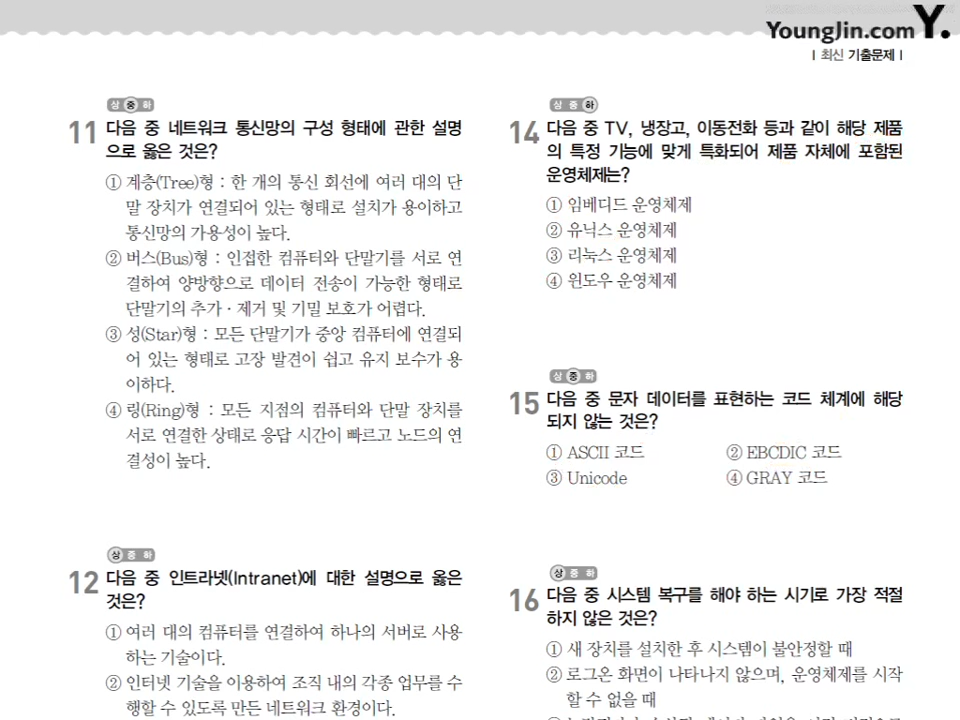 YoungJin.com Y.
| 최신 기출문제 |
상 중 하
11 다음 중 네트워크 통신망의 구성 형태에 관한 설명
으로 옳은 것은?
① 계층(Tree)형 : 한 개의 통신 회선에 여러 대의 단
말 장치가 연결되어 있는 형태로 설치가 용이하고
통신망의 가용성이 높다.
② 버스(Bus)형 : 인접한 컴퓨터와 단말기를 서로 연
결하여 양방향으로 데이터 전송이 가능한 형태로
단말기의 추가 · 제거 및 기밀 보호가 어렵다.
③ 성(Star)형 : 모든 단말기가 중앙 컴퓨터에 연결되
어 있는 형태로 고장 발견이 쉽고 유지 보수가 용
이하다.
④ 링(Ring)형 : 모든 지점의 컴퓨터와 단말 장치를
서로 연결한 상태로 응답 시간이 빠르고 노드의 연
결성이 높다.
상 중 하
12 다음 중 인트라넷(Intranet)에 대한 설명으로 옳은
것은?
① 여러 대의 컴퓨터를 연결하여 하나의 서버로 사용
하는 기술이다.
② 인터넷 기술을 이용하여 조직 내의 각종 업무를 수
행할 수 있도록 만든 네트워크 환경이다.
상 중 하
14 다음 중 TV, 냉장고, 이동전화 등과 같이 해당 제품
의 특정 기능에 맞게 특화되어 제품 자체에 포함된
운영체제는?
① 임베디드 운영체제
② 유닉스 운영체제
③ 리눅스 운영체제
④ 윈도우 운영체제
상 중 하
15 다음 중 문자 데이터를 표현하는 코드 체계에 해당
되지 않는 것은?
① ASCII 코드 ② EBCDIC 코드
③ Unicode ④ GRAY 코드
상 중 하
16 다음 중 시스템 복구를 해야 하는 시기로 가장 적절
하지 않은 것은?
① 새 장치를 설치한 후 시스템이 불안정할 때
② 로그온 화면이 나타나지 않으며, 운영체제를 시작
할 수 없을 때